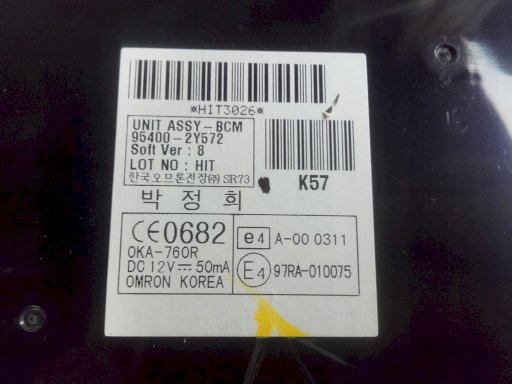 *HIT3026*
UNIT ASSY-BCM
95400-2Y572
Soft Ver : 8
LOT NO : HIT
한국오므론전장㈜ SR73
K57
박정희
CE0682
OKA-760R
DC 12V ⎓ 50mA
OMRON KOREA
e4 A-00 0311
E4 97RA-010075